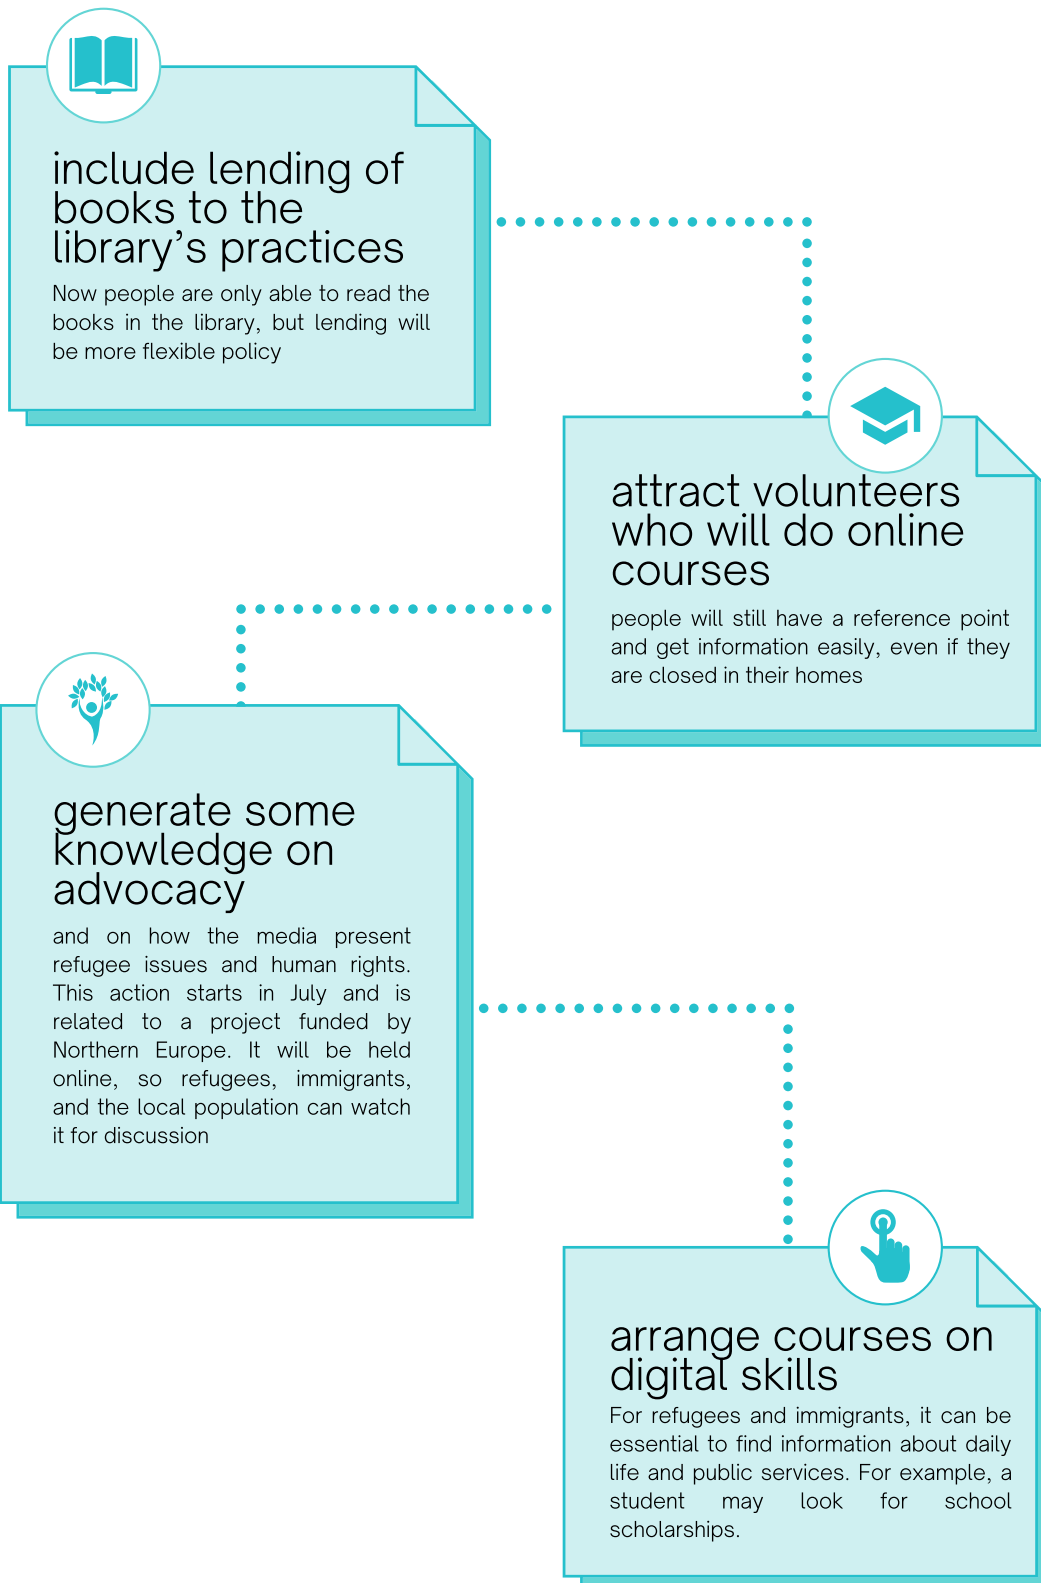 include lending of
books to the
library’s practices
Now people are only able to read the
books in the library, but lending will
be more flexible policy
attract volunteers
who will do online
courses
people will still have a reference point
and get information easily, even if they
are closed in their homes
generate some
knowledge on
advocacy
and on how the media present
refugee issues and human rights.
This action starts in July and is
related to a project funded by
Northern Europe. It will be held
online, so refugees, immigrants,
and the local population can watch
it for discussion
arrange courses on
digital skills
For refugees and immigrants, it can be
essential to find information about daily
life and public services. For example, a
student may look for school
scholarships.